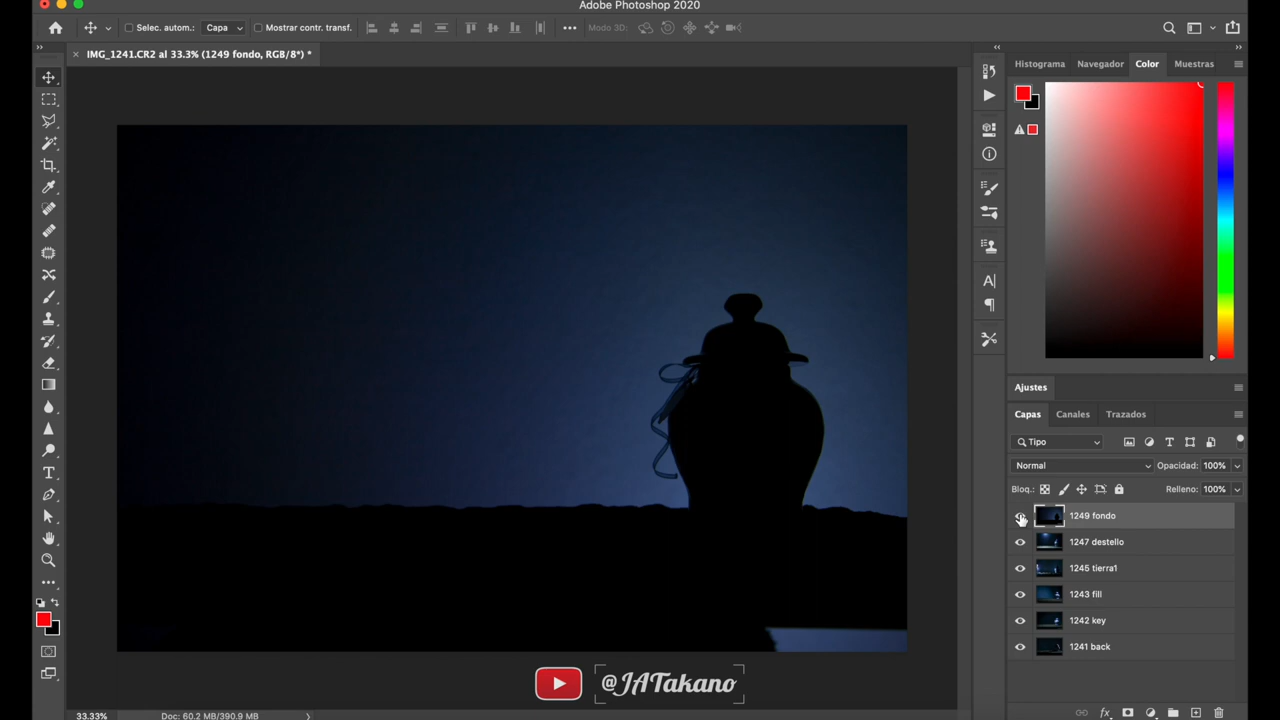 Adobe Photoshop 2020
Selec. autom.: Capa Mostrar contr. transf. Modo 3D:
IMG_1241.CR2 al 33.3% (1249 fondo, RGB/8*) *
Histograma Navegador Color Muestras
Ajustes
Capas Canales Trazados
Tipo
Normal Opacidad: 100%
Bloq.: Relleno: 100%
1249 fondo
1247 destello
1245 tierra1
1243 fill
1242 key
1241 back
@JATakano
33.33% Doc: 60.2 MB/390.9 MB